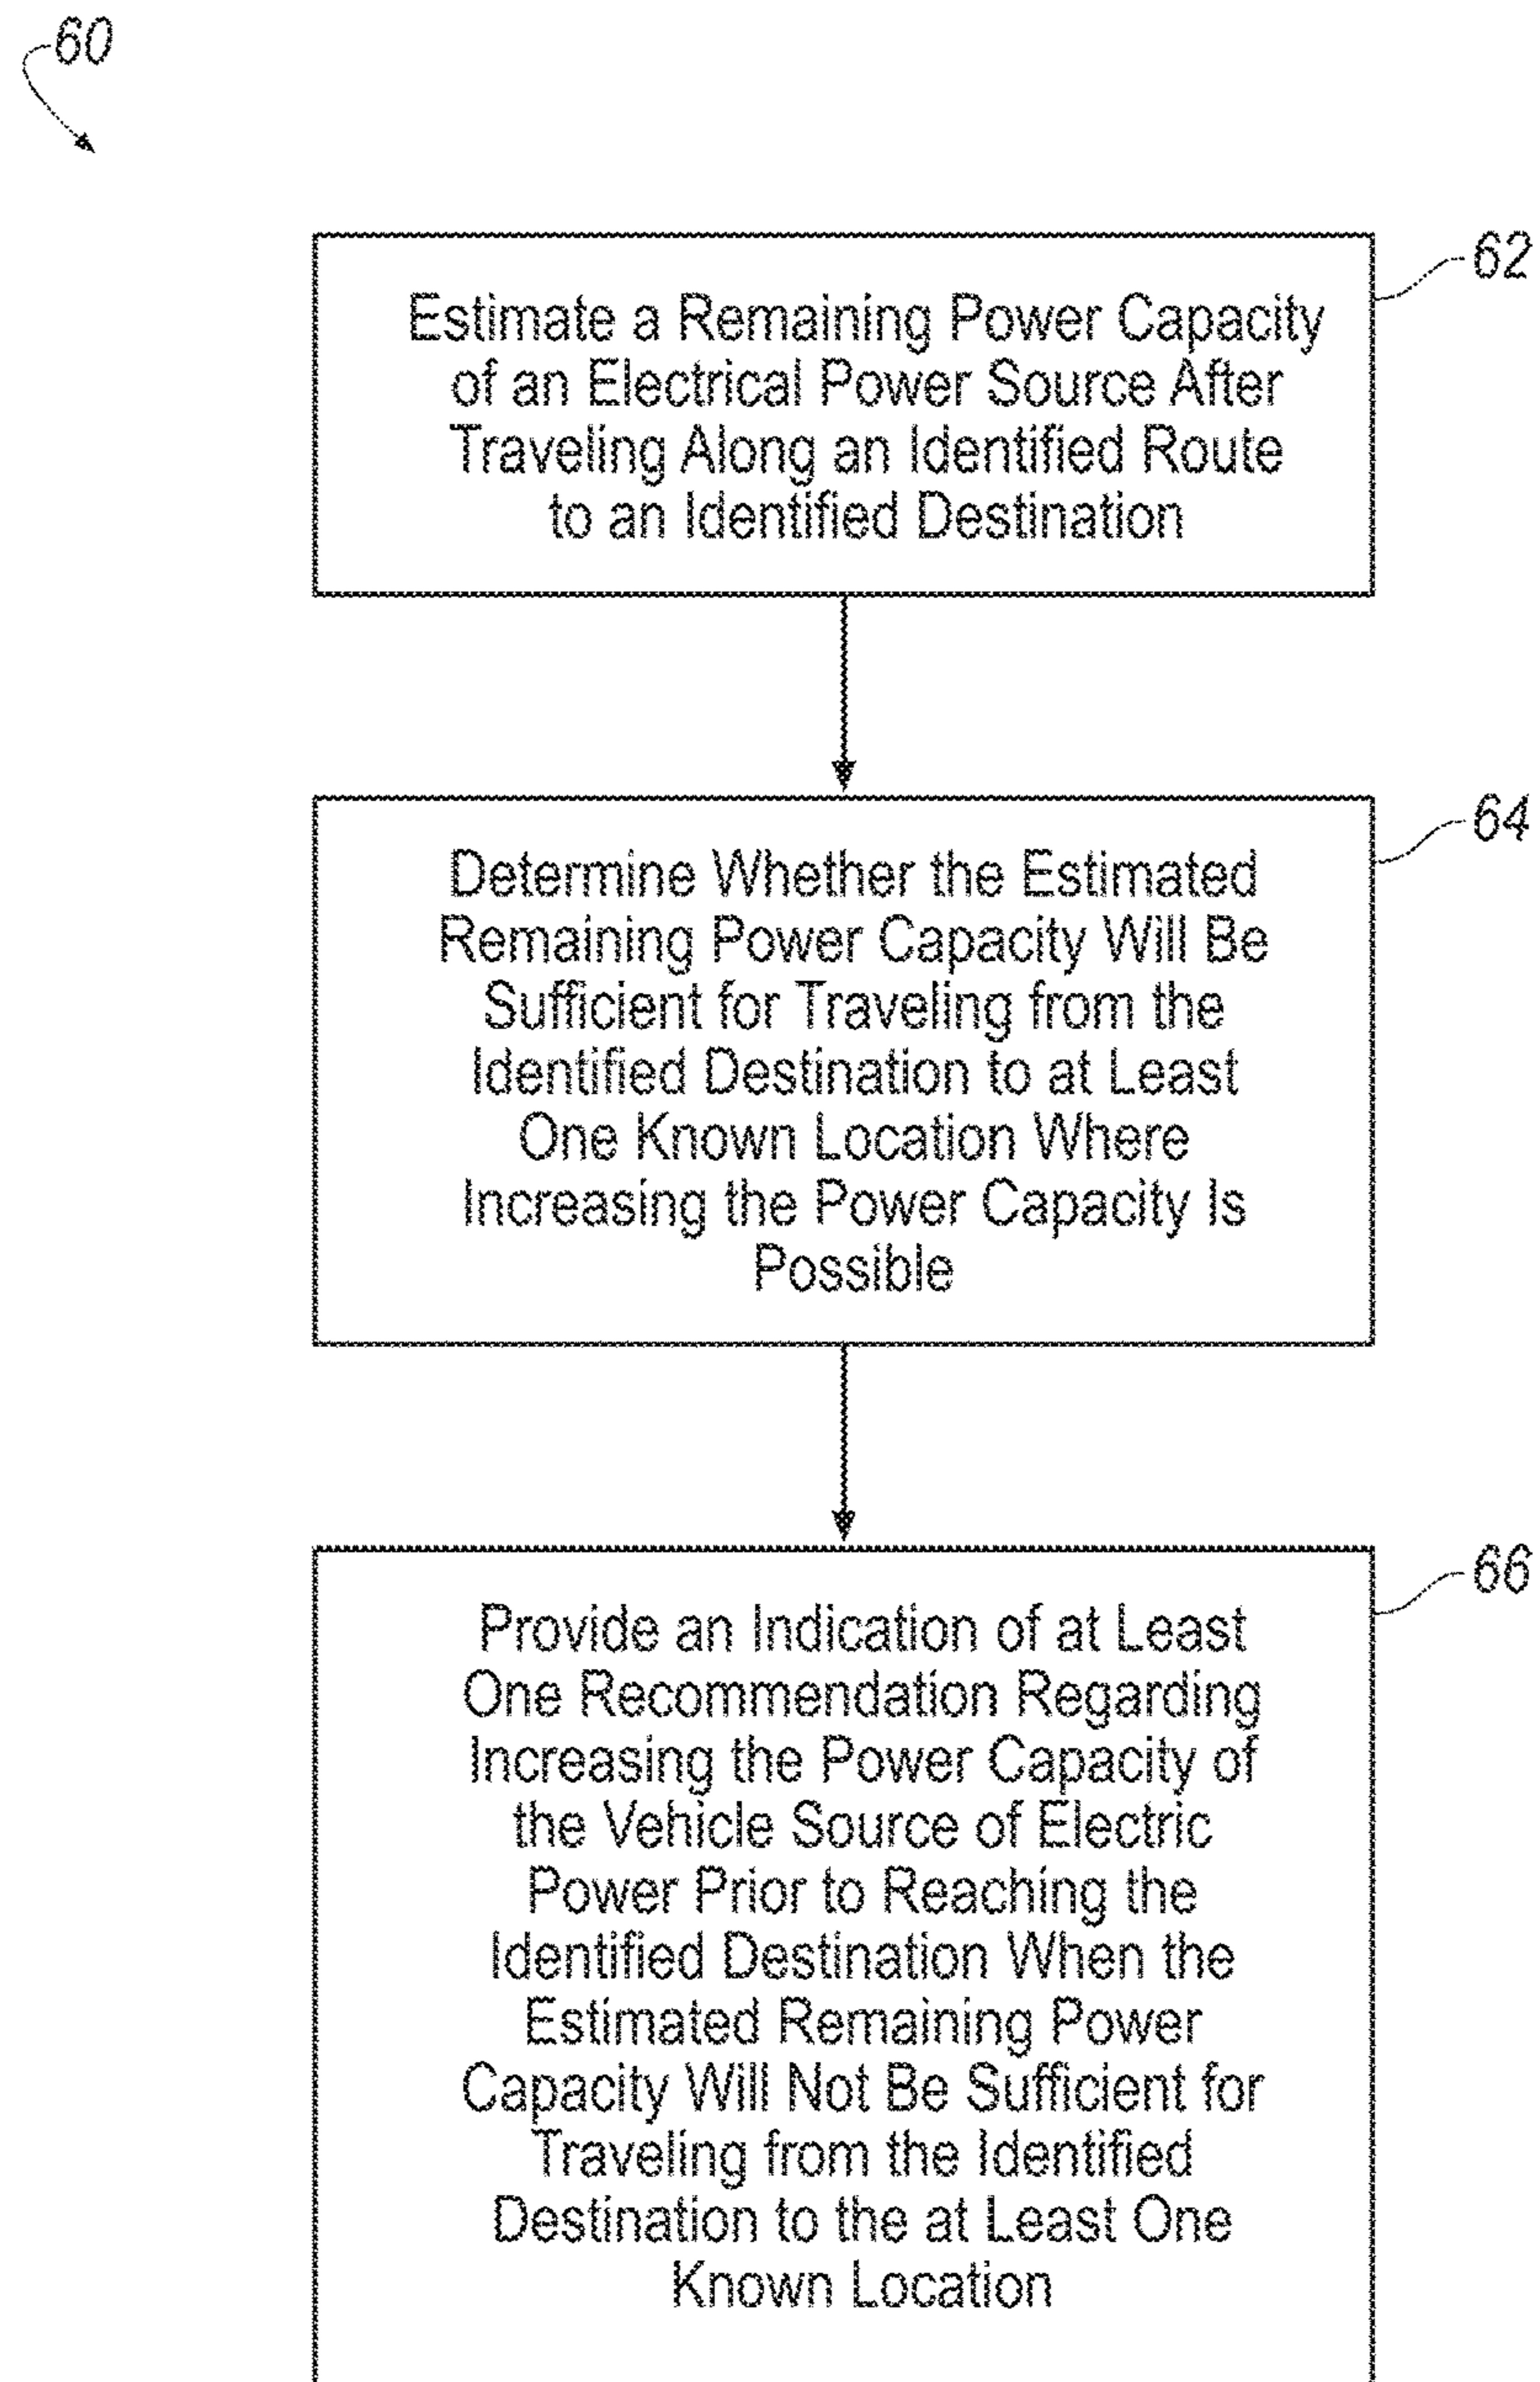 60
62
Estimate a Remaining Power Capacity
of an Electrical Power Source After
Traveling Along an Identified Route
to an Identified Destination
64
Determine Whether the Estimated
Remaining Power Capacity Will Be
Sufficient for Traveling from the
Identified Destination to at Least
One Known Location Where
Increasing the Power Capacity Is
Possible
66
Provide an Indication of at Least
One Recommendation Regarding
Increasing the Power Capacity of
the Vehicle Source of Electric
Power Prior to Reaching the
Identified Destination When the
Estimated Remaining Power
Capacity Will Not Be Sufficient for
Traveling from the Identified
Destination to the at Least One
Known Location